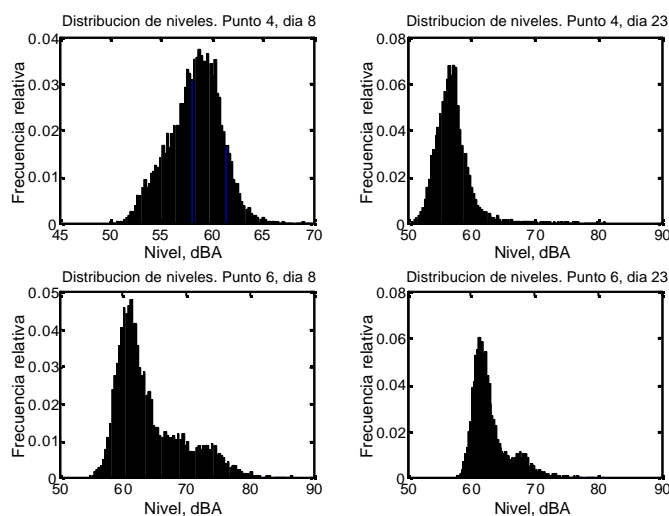 Distribucion de niveles. Punto 4, dia 8
0.04
0.03
0.02
0.01
0
45 50 55 60 65 70
Frecuencia relativa
Nivel, dBA
Distribucion de niveles. Punto 4, dia 23
0.08
0.06
0.04
0.02
0
50 60 70 80 90
Frecuencia relativa
Nivel, dBA
Distribucion de niveles. Punto 6, dia 8
0.05
0.04
0.03
0.02
0.01
0
50 60 70 80 90
Frecuencia relativa
Nivel, dBA
Distribucion de niveles. Punto 6, dia 23
0.08
0.06
0.04
0.02
0
50 60 70 80 90
Frecuencia relativa
Nivel, dBA